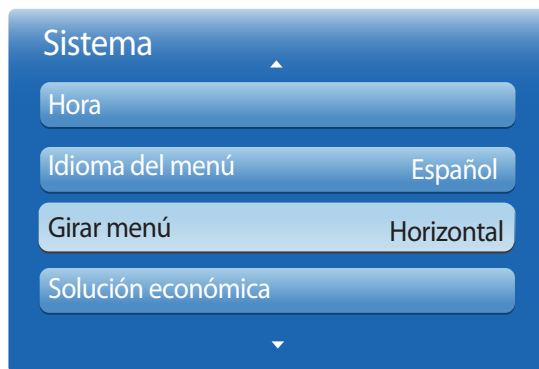 Sistema
Hora
Idioma del menú Español
Girar menú Horizontal
Solución económica